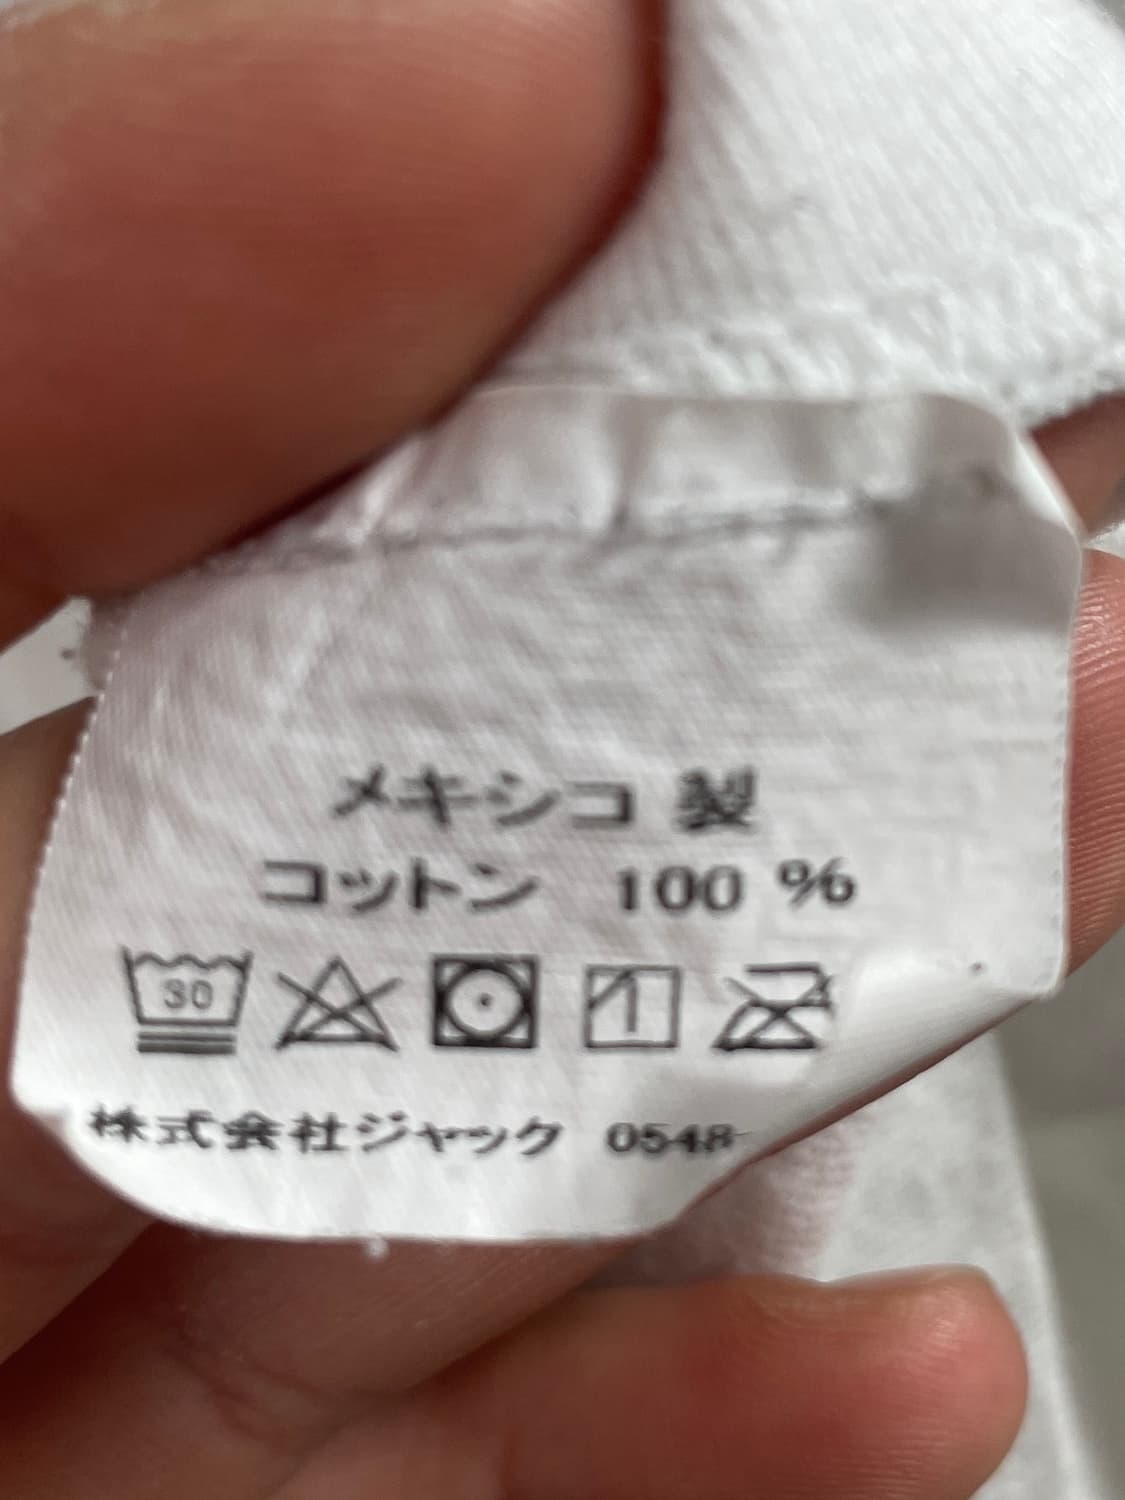 メキシコ 製
コットン 100 %
30
株式会社ジャック 0548-